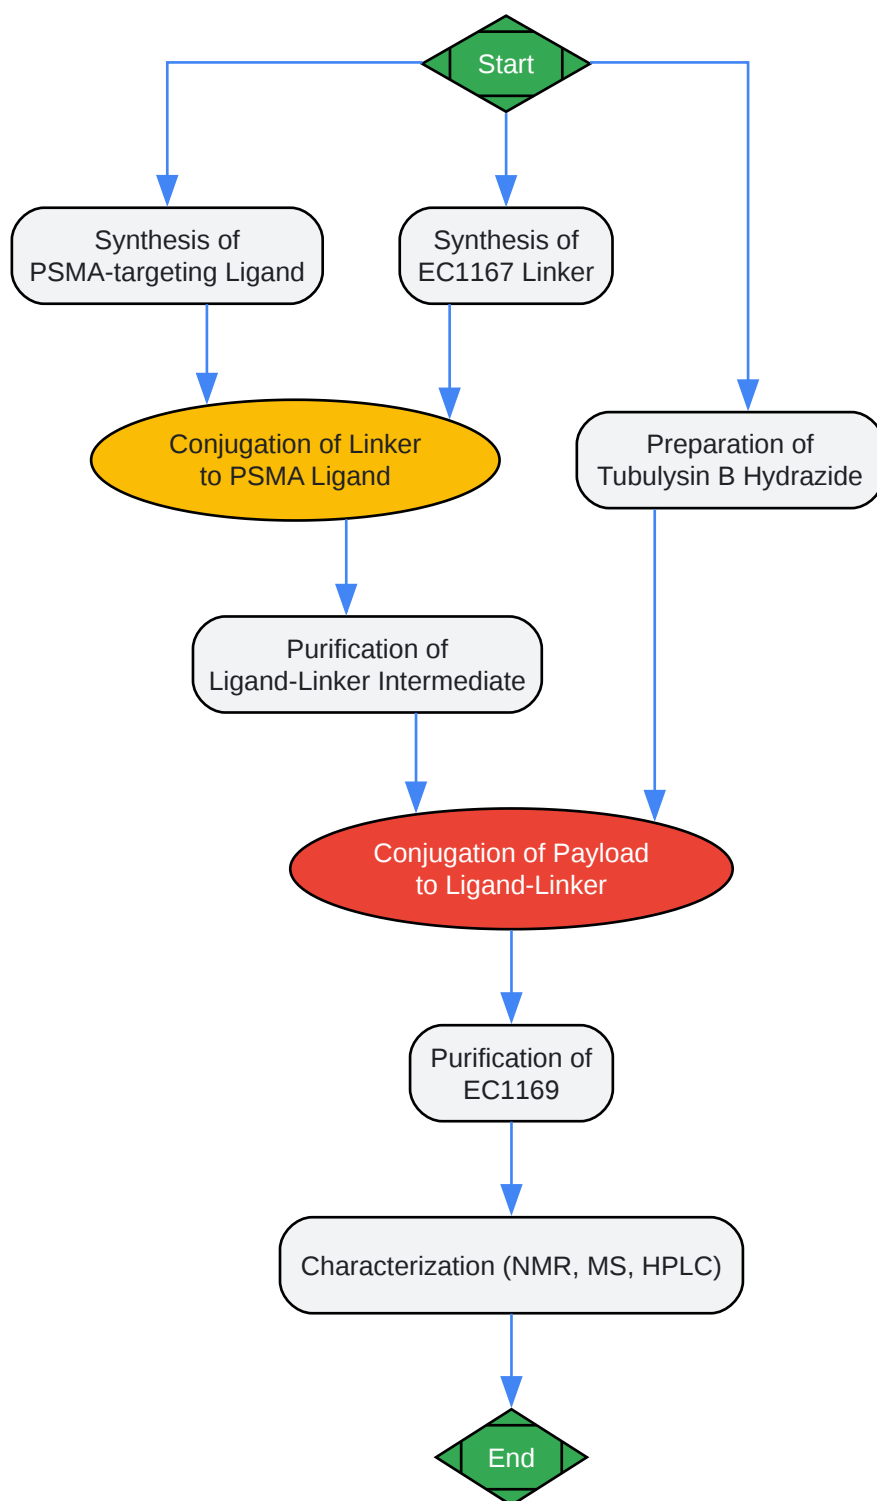 Start
Synthesis of
PSMA-targeting Ligand
Synthesis of
EC1167 Linker
Conjugation of Linker
to PSMA Ligand
Preparation of
Tubulysin B Hydrazide
Purification of
Ligand-Linker Intermediate
Conjugation of Payload
to Ligand-Linker
Purification of
EC1169
Characterization (NMR, MS, HPLC)
End